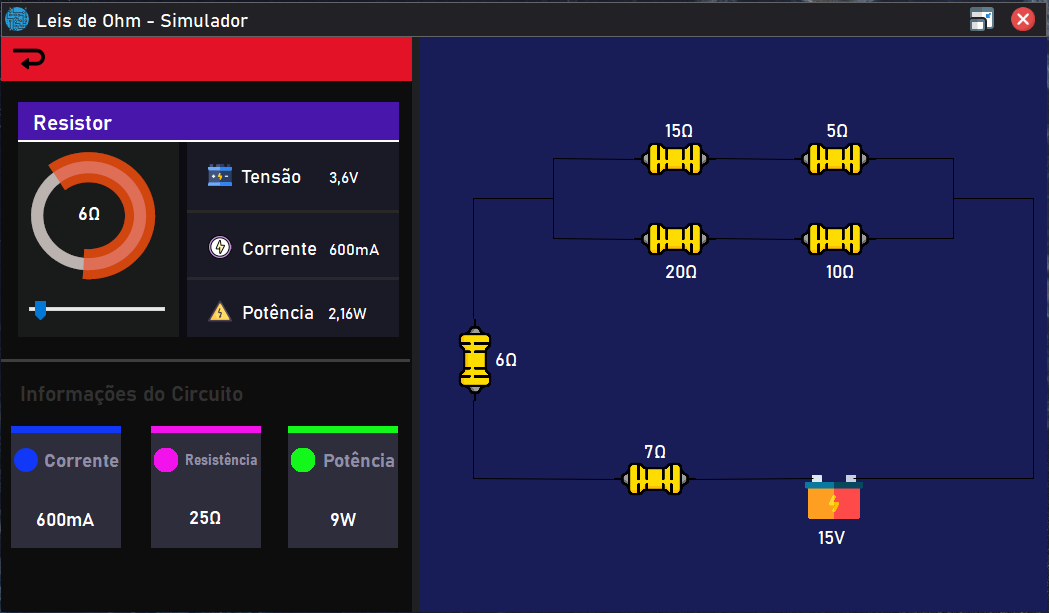 Leis de Ohm - Simulador
Resistor
6Ω
Tensão 3,6V
Corrente 600mA
Potência 2,16W
Informações do Circuito
Corrente
600mA
Resistência
25Ω
Potência
9W
15Ω 5Ω
20Ω 10Ω
6Ω
7Ω
15V